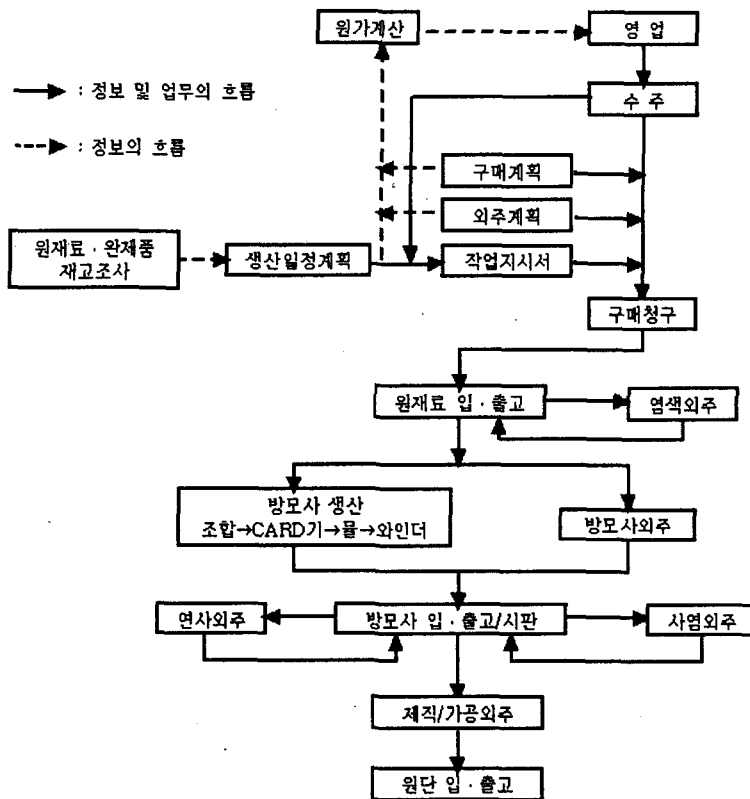 원가계산
영 업
: 정보 및 업무의 흐름
수 주
: 정보의 흐름
구매계획
외주계획
원재료 · 완제품
재고조사
생산일정계획
작업지시서
구매청구
원재료 입 · 출고
염색외주
방모사 생산
조합→CARD기→뮬→와인더
방모사외주
연사외주
방모사 입 · 출고/시판
사염외주
제직/가공외주
원단 입 · 출고